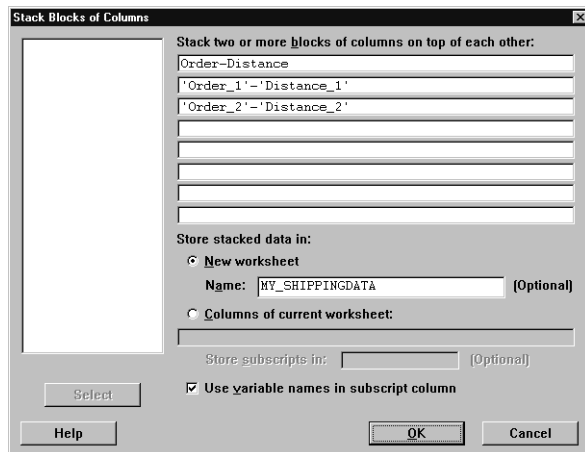 Stack Blocks of Columns
Stack two or more blocks of columns on top of each other:
Order-Distance
'Order_1'-'Distance_1'
'Order_2'-'Distance_2'
Store stacked data in:
New worksheet
Name: MY_SHIPPINGDATA (Optional)
Columns of current worksheet:
Store subscripts in: (Optional)
Select
Use variable names in subscript column
Help OK Cancel